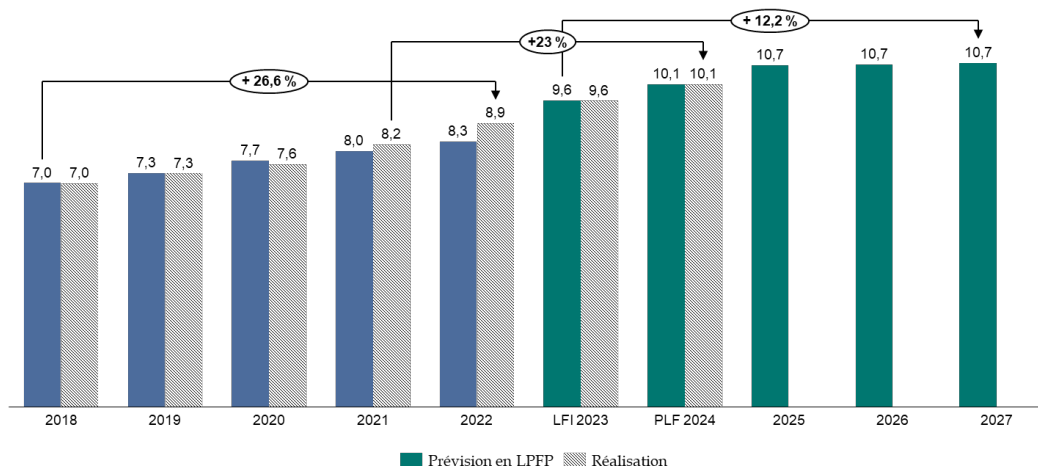 + 12,2 %
+23 %
+ 26,6 %
7,0 7,0 7,3 7,3 7,7 7,6 8,0 8,2 8,3 8,9 9,6 9,6 10,1 10,1 10,7 10,7 10,7
2018 2019 2020 2021 2022 LFI 2023 PLF 2024 2025 2026 2027
Prévision en LPFP Réalisation